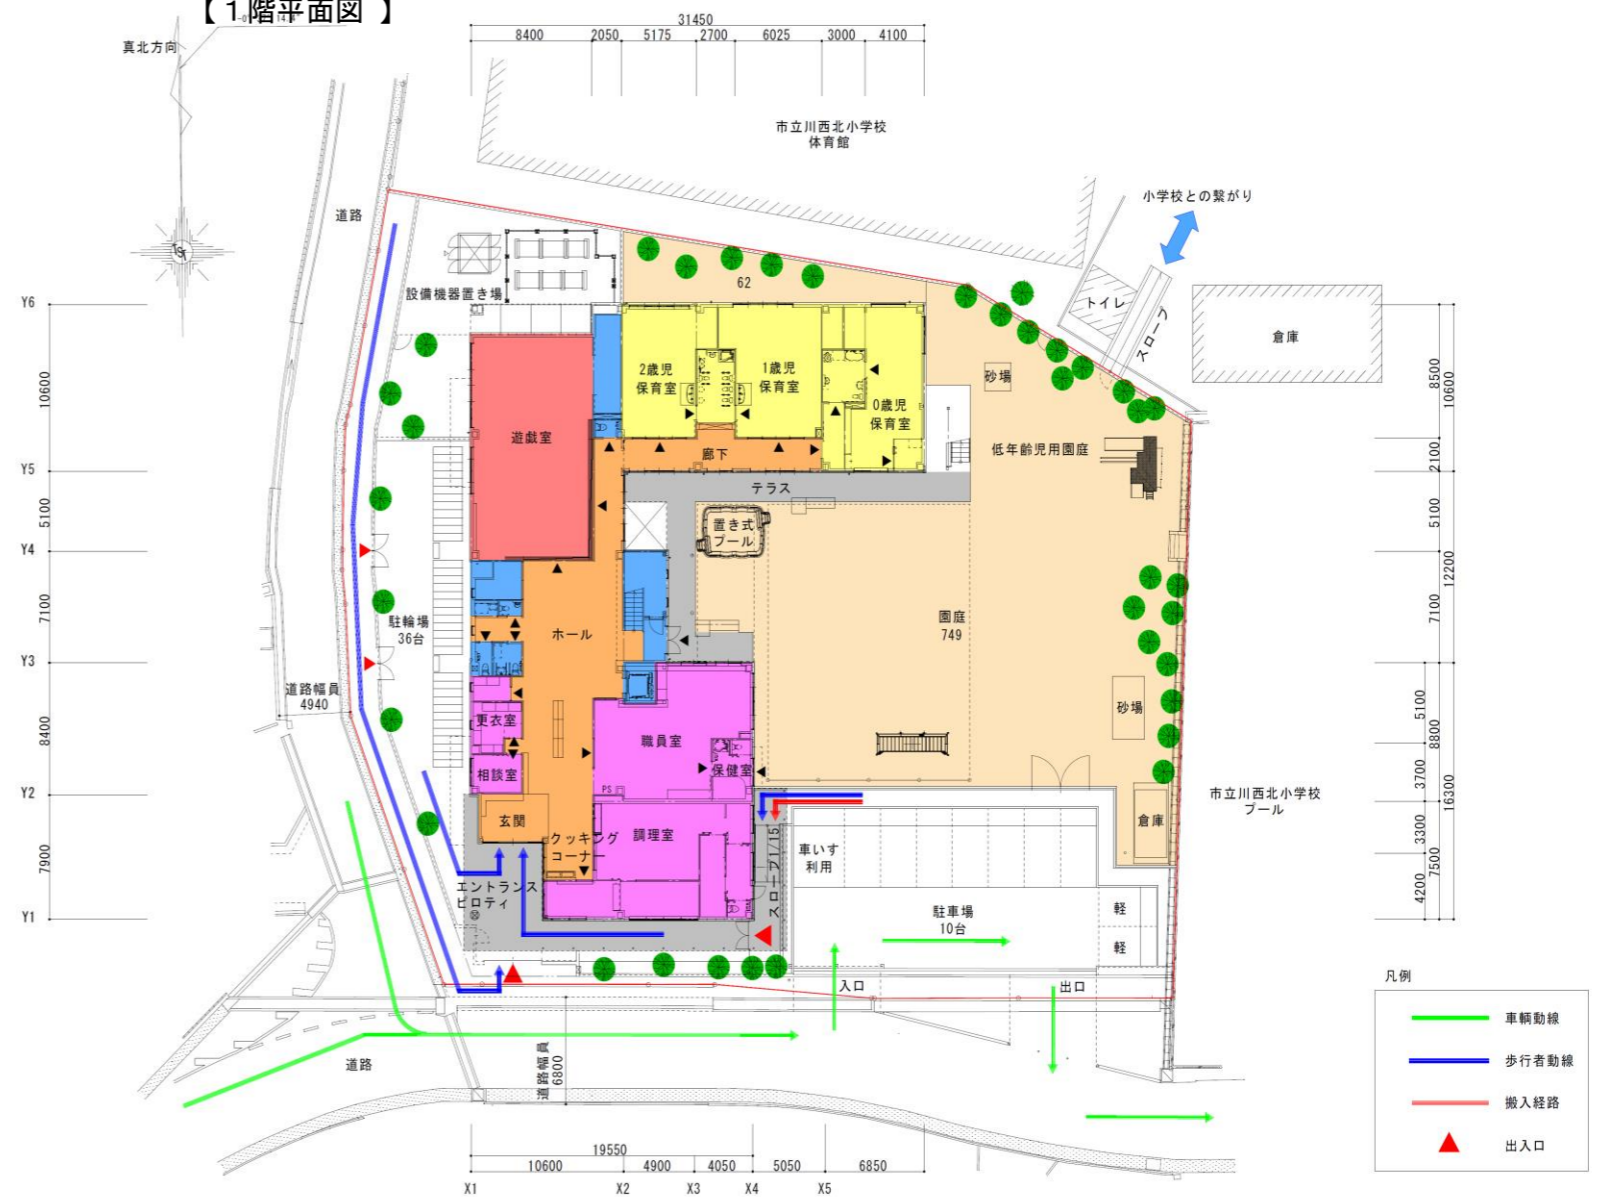 【1階平面図 】
真北方向
31450
8400
2050
5175
2700
6025
3000
4100
市立川西北小学校
体育館
小学校との繋がり
道路
設備機器置き場
62
トイレ
スロープ
倉庫
Y6
Y5
Y4
Y3
Y2
Y1
10600
5100
7100
8400
7900
2歳児
保育室
1歳児
保育室
0歳児
保育室
砂場
遊戯室
廊下
低年齢児用園庭
テラス
置き式
プール
駐輪場
36台
ホール
園庭
749
道路幅員
4940
更衣室
職員室
砂場
相談室
保健室
PS
市立川西北小学校
プール
玄関
クッキング
コーナー
調理室
スロープ1/15
車いす
利用
倉庫
エントランス
ピロティ
駐車場
10台
軽
軽
入口
出口
道路
道路幅員
6800
8500
10600
2100
5100
12200
7100
5100
8800
3700
16300
3300
7500
4200
凡例
車輌動線
歩行者動線
搬入経路
出入口
19550
10600
4900
4050
5050
6850
X1
X2
X3
X4
X5